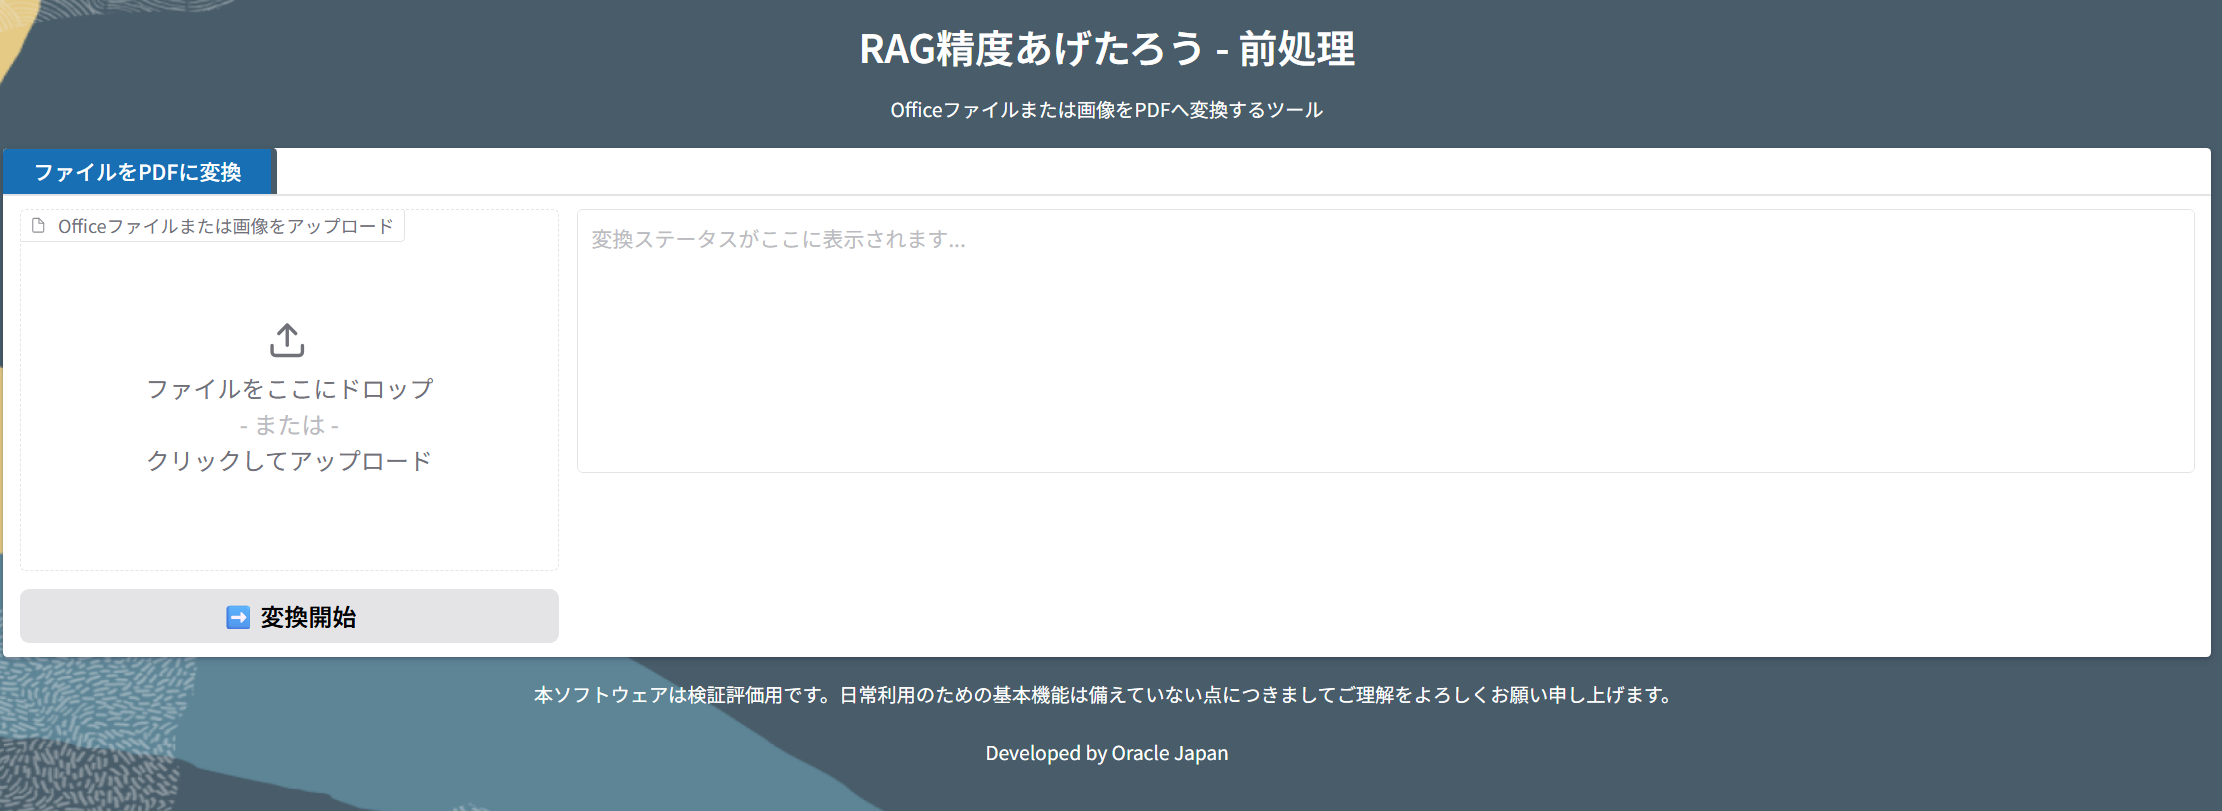 RAG精度あげたろう - 前処理
Officeファイルまたは画像をPDFへ変換するツール
ファイルをPDFに変換
Officeファイルまたは画像をアップロード
変換ステータスがここに表示されます...
ファイルをここにドロップ
- または -
クリックしてアップロード
➡️ 変換開始
本ソフトウェアは検証評価用です。日常利用のための基本機能は備えていない点につきましてご理解をよろしくお願い申し上げます。
Developed by Oracle Japan